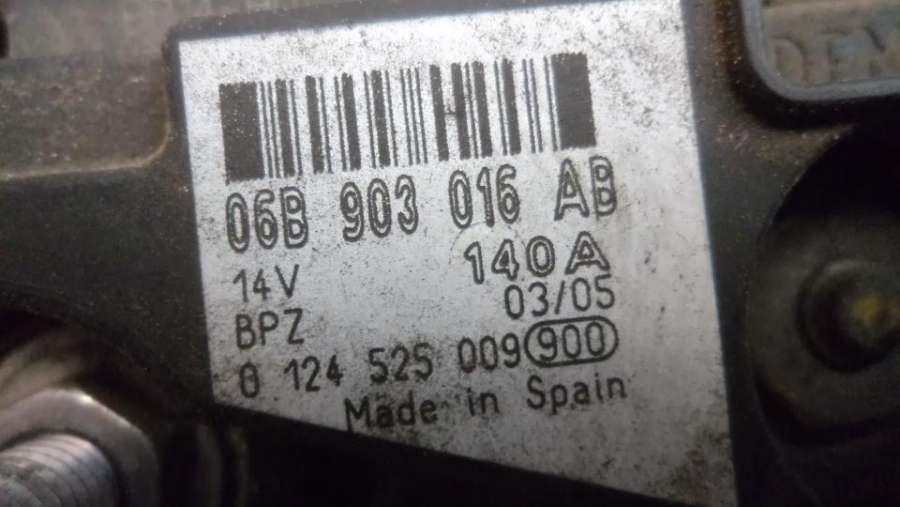 06B 903 016 AB
14V 140A
BPZ 03/05
0 124 525 009 900
Made in Spain